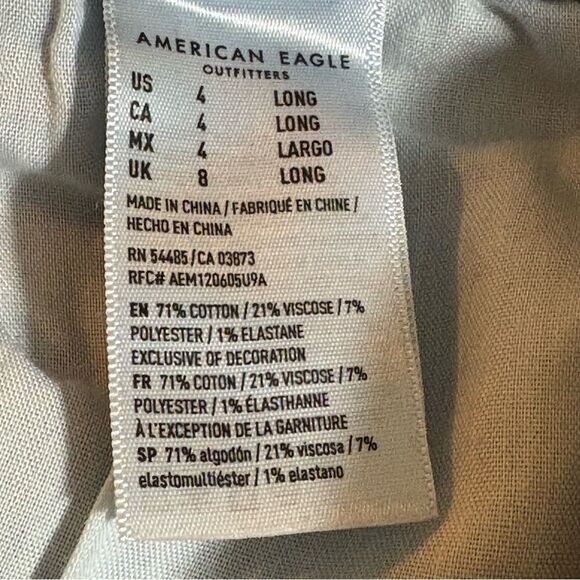 AMERICAN EAGLE
OUTFITTERS
US 4 LONG
CA 4 LONG
MX 4 LARGO
UK 8 LONG
MADE IN CHINA / FABRIQUÉ EN CHINE /
HECHO EN CHINA
RN 54485 / CA 03873
RFC# AEM120605U9A
EN 71% COTTON / 21% VISCOSE / 7%
POLYESTER / 1% ELASTANE
EXCLUSIVE OF DECORATION
FR 71% COTON / 21% VISCOSE / 7%
POLYESTER / 1% ÉLASTHANNE
À L'EXCEPTION DE LA GARNITURE
SP 71% algodón / 21% viscosa / 7%
elastomultiéster / 1% elastano